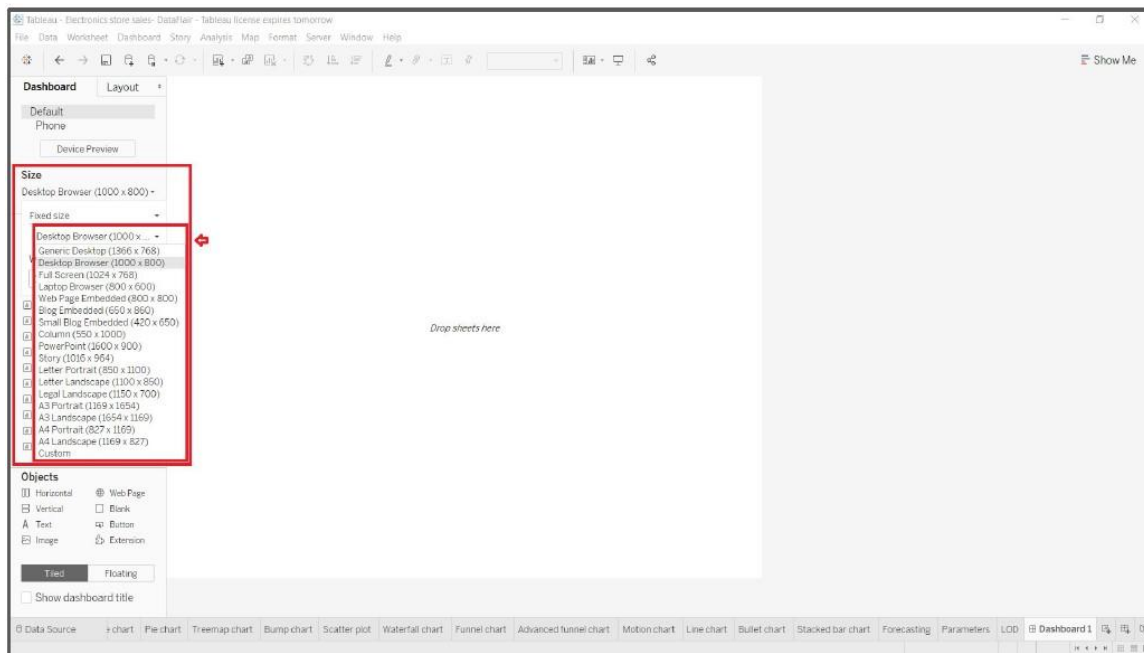 Tableau - Electronics store sales- DataFlair - Tableau license expires tomorrow
File Data Worksheet Dashboard Story Analysis Map Format Server Window Help
Show Me
Dashboard Layout
Default
Phone
Device Preview
Size
Desktop Browser (1000 x 800)
Fixed size
Desktop Browser (1000 x ...
Generic Desktop (1366 x 768)
Desktop Browser (1000 x 800)
Full Screen (1024 x 768)
Laptop Browser (800 x 600)
Web Page Embedded (800 x 800)
Blog Embedded (650 x 860)
Small Blog Embedded (420 x 650)
Column (550 x 1000)
PowerPoint (1600 x 900)
Story (1016 x 964)
Letter Portrait (850 x 1100)
Letter Landscape (1100 x 850)
Legal Landscape (1150 x 700)
A3 Portrait (1169 x 1654)
A3 Landscape (1654 x 1169)
A4 Portrait (827 x 1169)
A4 Landscape (1169 x 827)
Custom
Drop sheets here
Objects
Horizontal Web Page
Vertical Blank
Text Button
Image Extension
Tiled Floating
Show dashboard title
Data Source chart Pie chart Treemap chart Bump chart Scatter plot Waterfall chart Funnel chart Advanced funnel chart Motion chart Line chart Bullet chart Stacked bar chart Forecasting Parameters LOD Dashboard 1